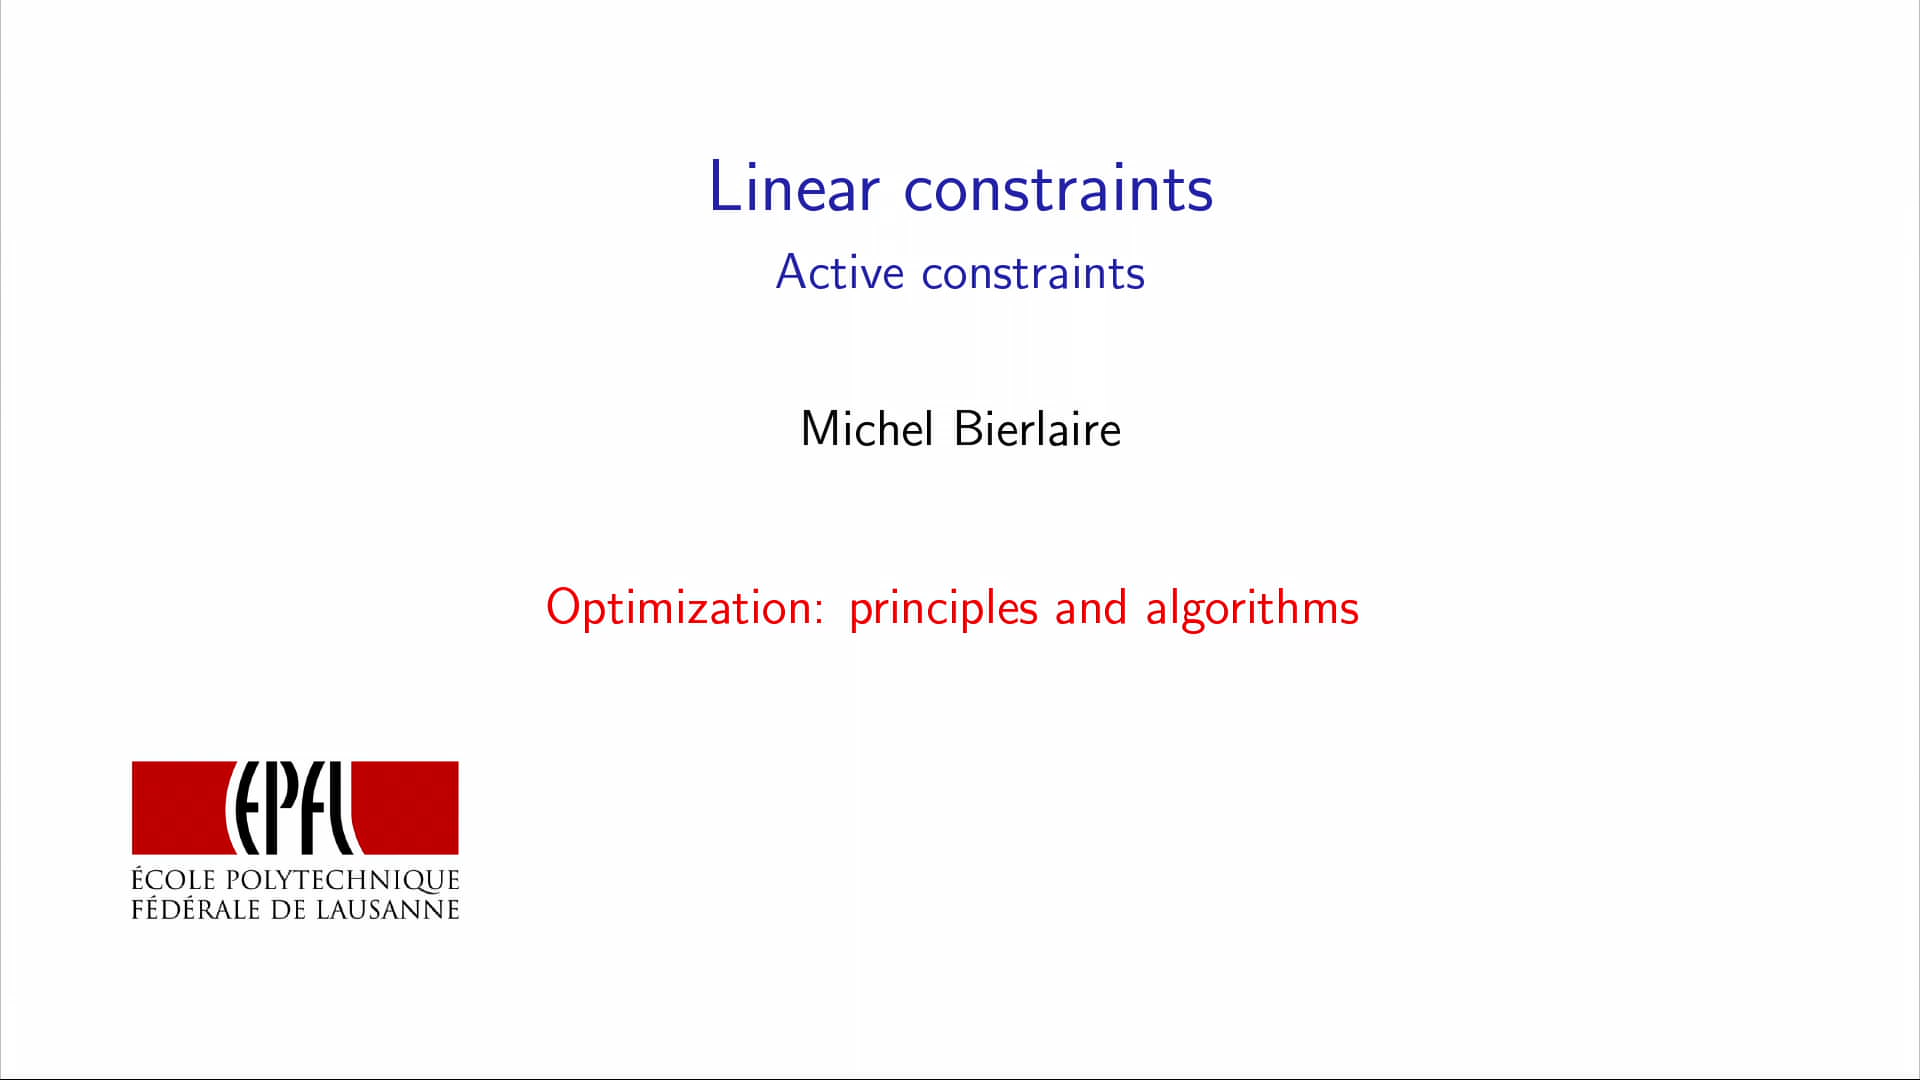 Linear constraints
Active constraints
Michel Bierlaire
Optimization: principles and algorithms
EPFL
ÉCOLE POLYTECHNIQUE
FÉDÉRALE DE LAUSANNE